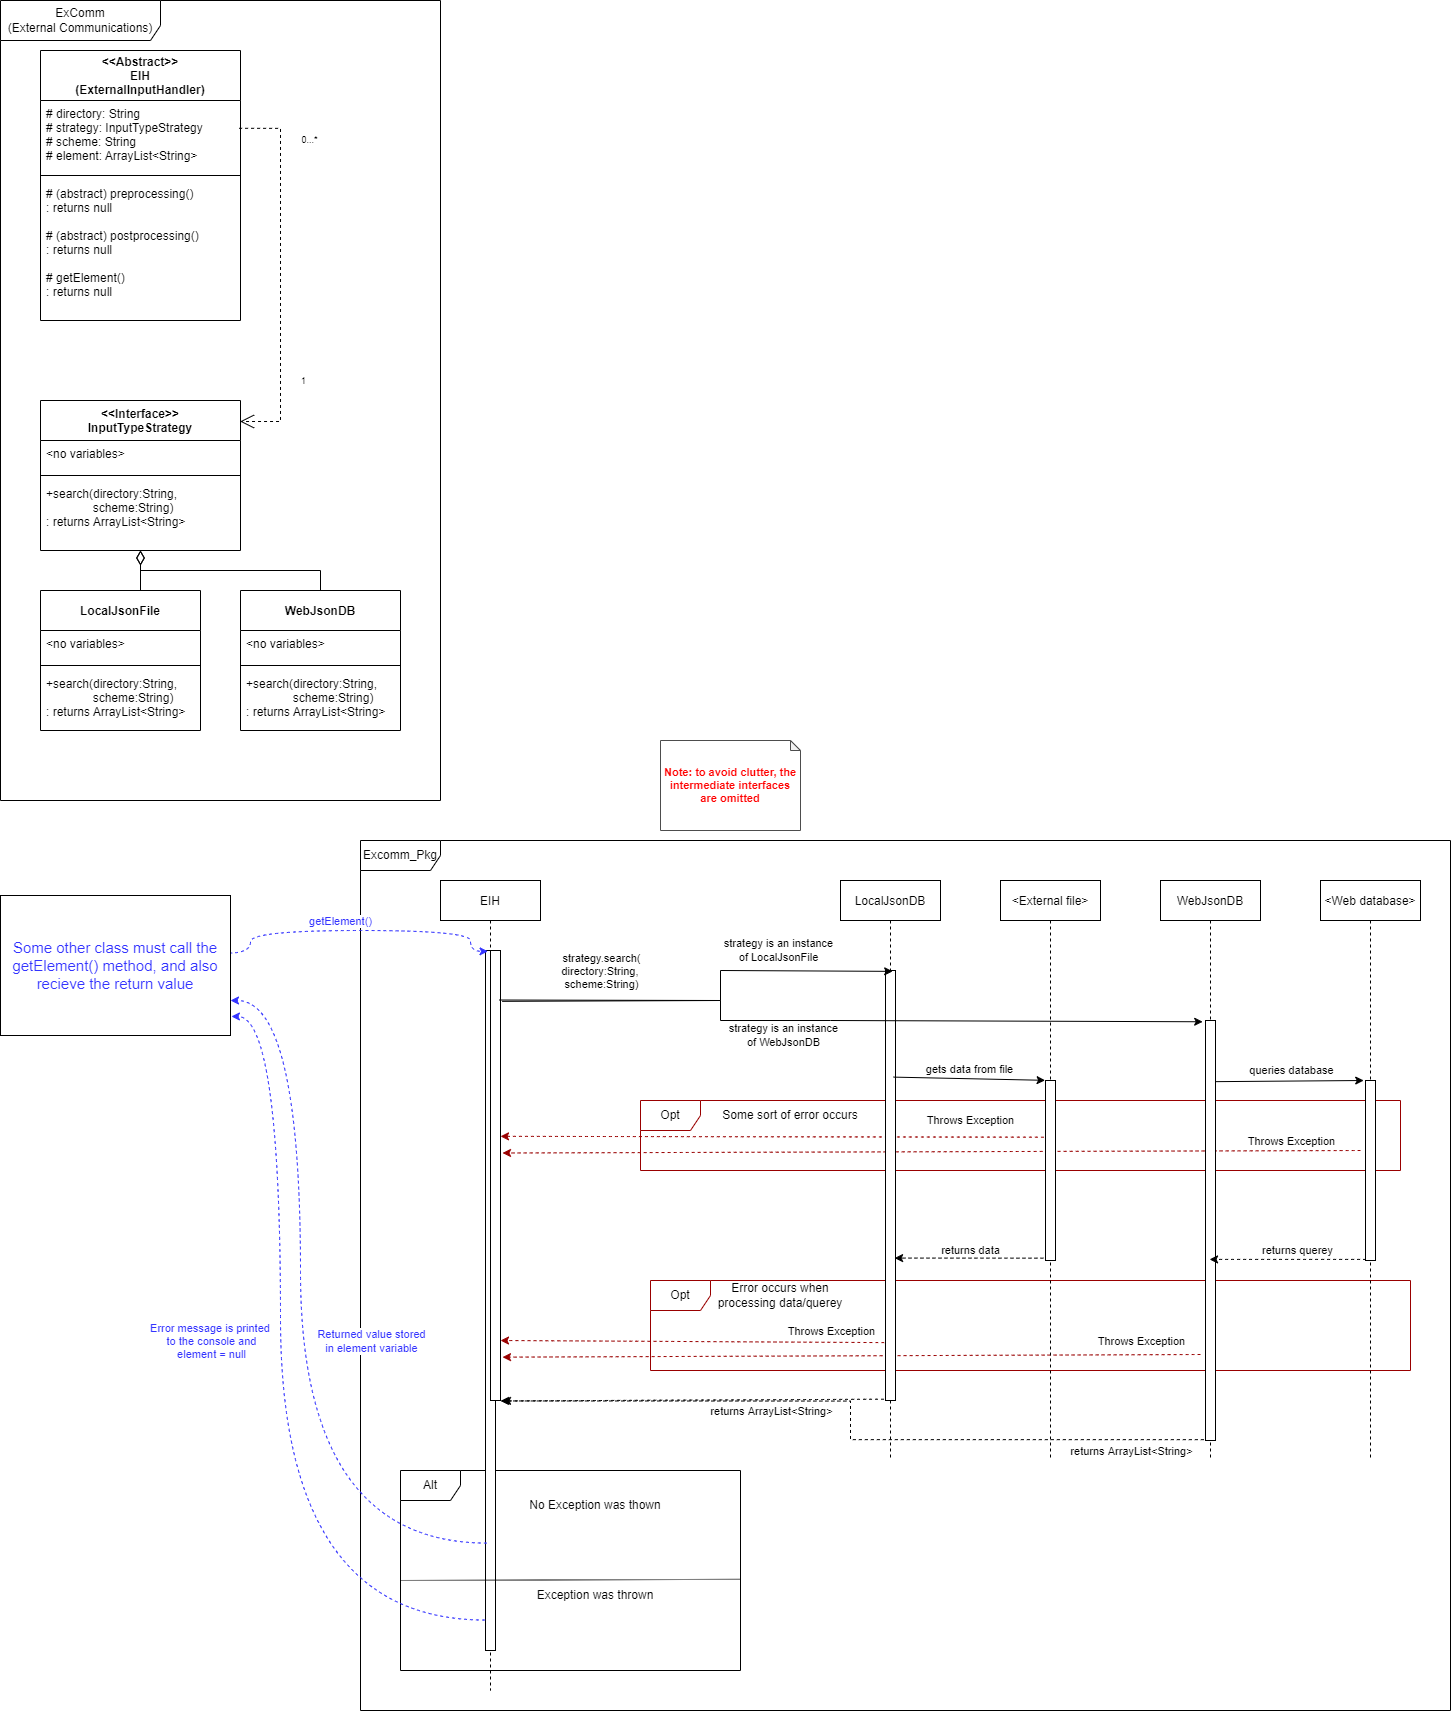 ExComm
(External Communications)
<<Abstract>>
EIH
(ExternalInputHandler)
# directory: String
# strategy: InputTypeStrategy
# scheme: String
# element: ArrayList<String>
0...*
# (abstract) preprocessing()
: returns null
# (abstract) postprocessing()
: returns null
# getElement()
: returns null
1
<<Interface>>
InputTypeStrategy
<no variables>
+search(directory:String,
scheme:String)
: returns ArrayList<String>
LocalJsonFile
<no variables>
+search(directory:String,
scheme:String)
: returns ArrayList<String>
WebJsonDB
<no variables>
+search(directory:String,
scheme:String)
: returns ArrayList<String>
Note: to avoid clutter, the
intermediate interfaces
are omitted
Excomm_Pkg
EIH
LocalJsonDB
<External file>
WebJsonDB
<Web database>
Some other class must call the
getElement() method, and also
recieve the return value
getElement()
strategy.search(
directory:String,
scheme:String)
strategy is an instance
of LocalJsonFile
strategy is an instance
of WebJsonDB
gets data from file
queries database
Opt
Some sort of error occurs
Throws Exception
Throws Exception
returns data
returns querey
Opt
Error occurs when
processing data/querey
Throws Exception
Throws Exception
Error message is printed
to the console and
element = null
Returned value stored
in element variable
returns ArrayList<String>
returns ArrayList<String>
Alt
No Exception was thown
Exception was thrown